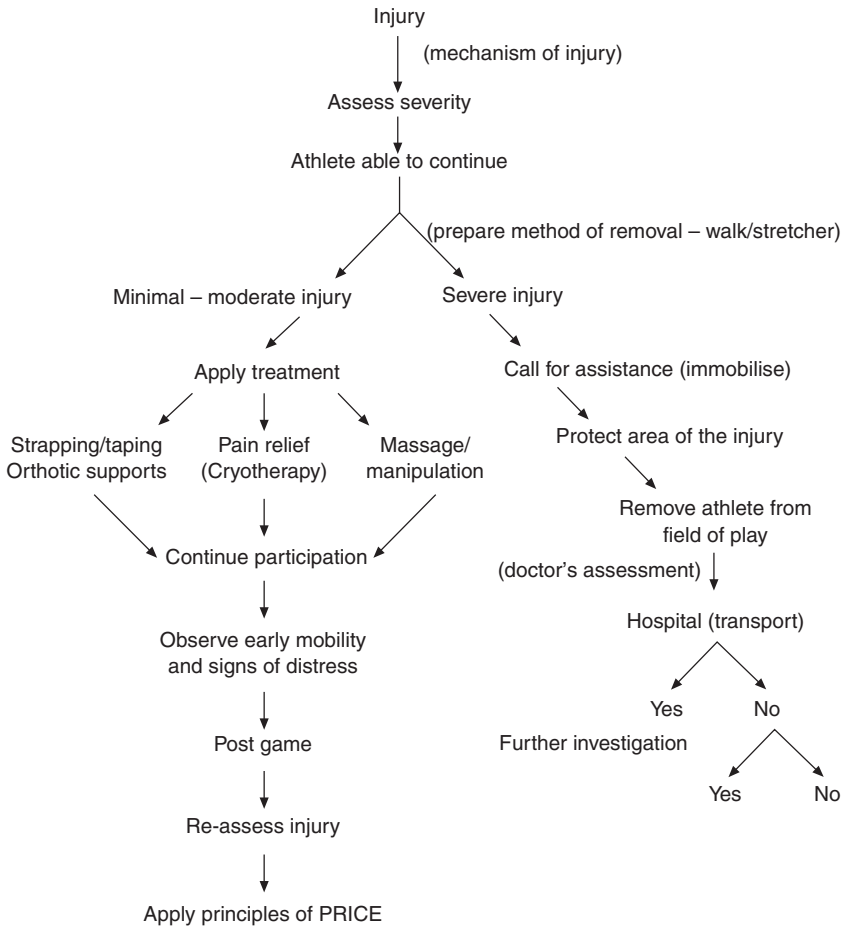 Injury
(mechanism of injury)
Assess severity
Athlete able to continue
(prepare method of removal – walk/stretcher)
Minimal – moderate injury
Severe injury
Apply treatment
Call for assistance (immobilise)
Strapping/taping
Orthotic supports
Pain relief
(Cryotherapy)
Massage/
manipulation
Protect area of the injury
Remove athlete from
field of play
Continue participation
(doctor's assessment)
Observe early mobility
and signs of distress
Hospital (transport)
Yes
No
Post game
Further investigation
Yes
No
Re-assess injury
Apply principles of PRICE